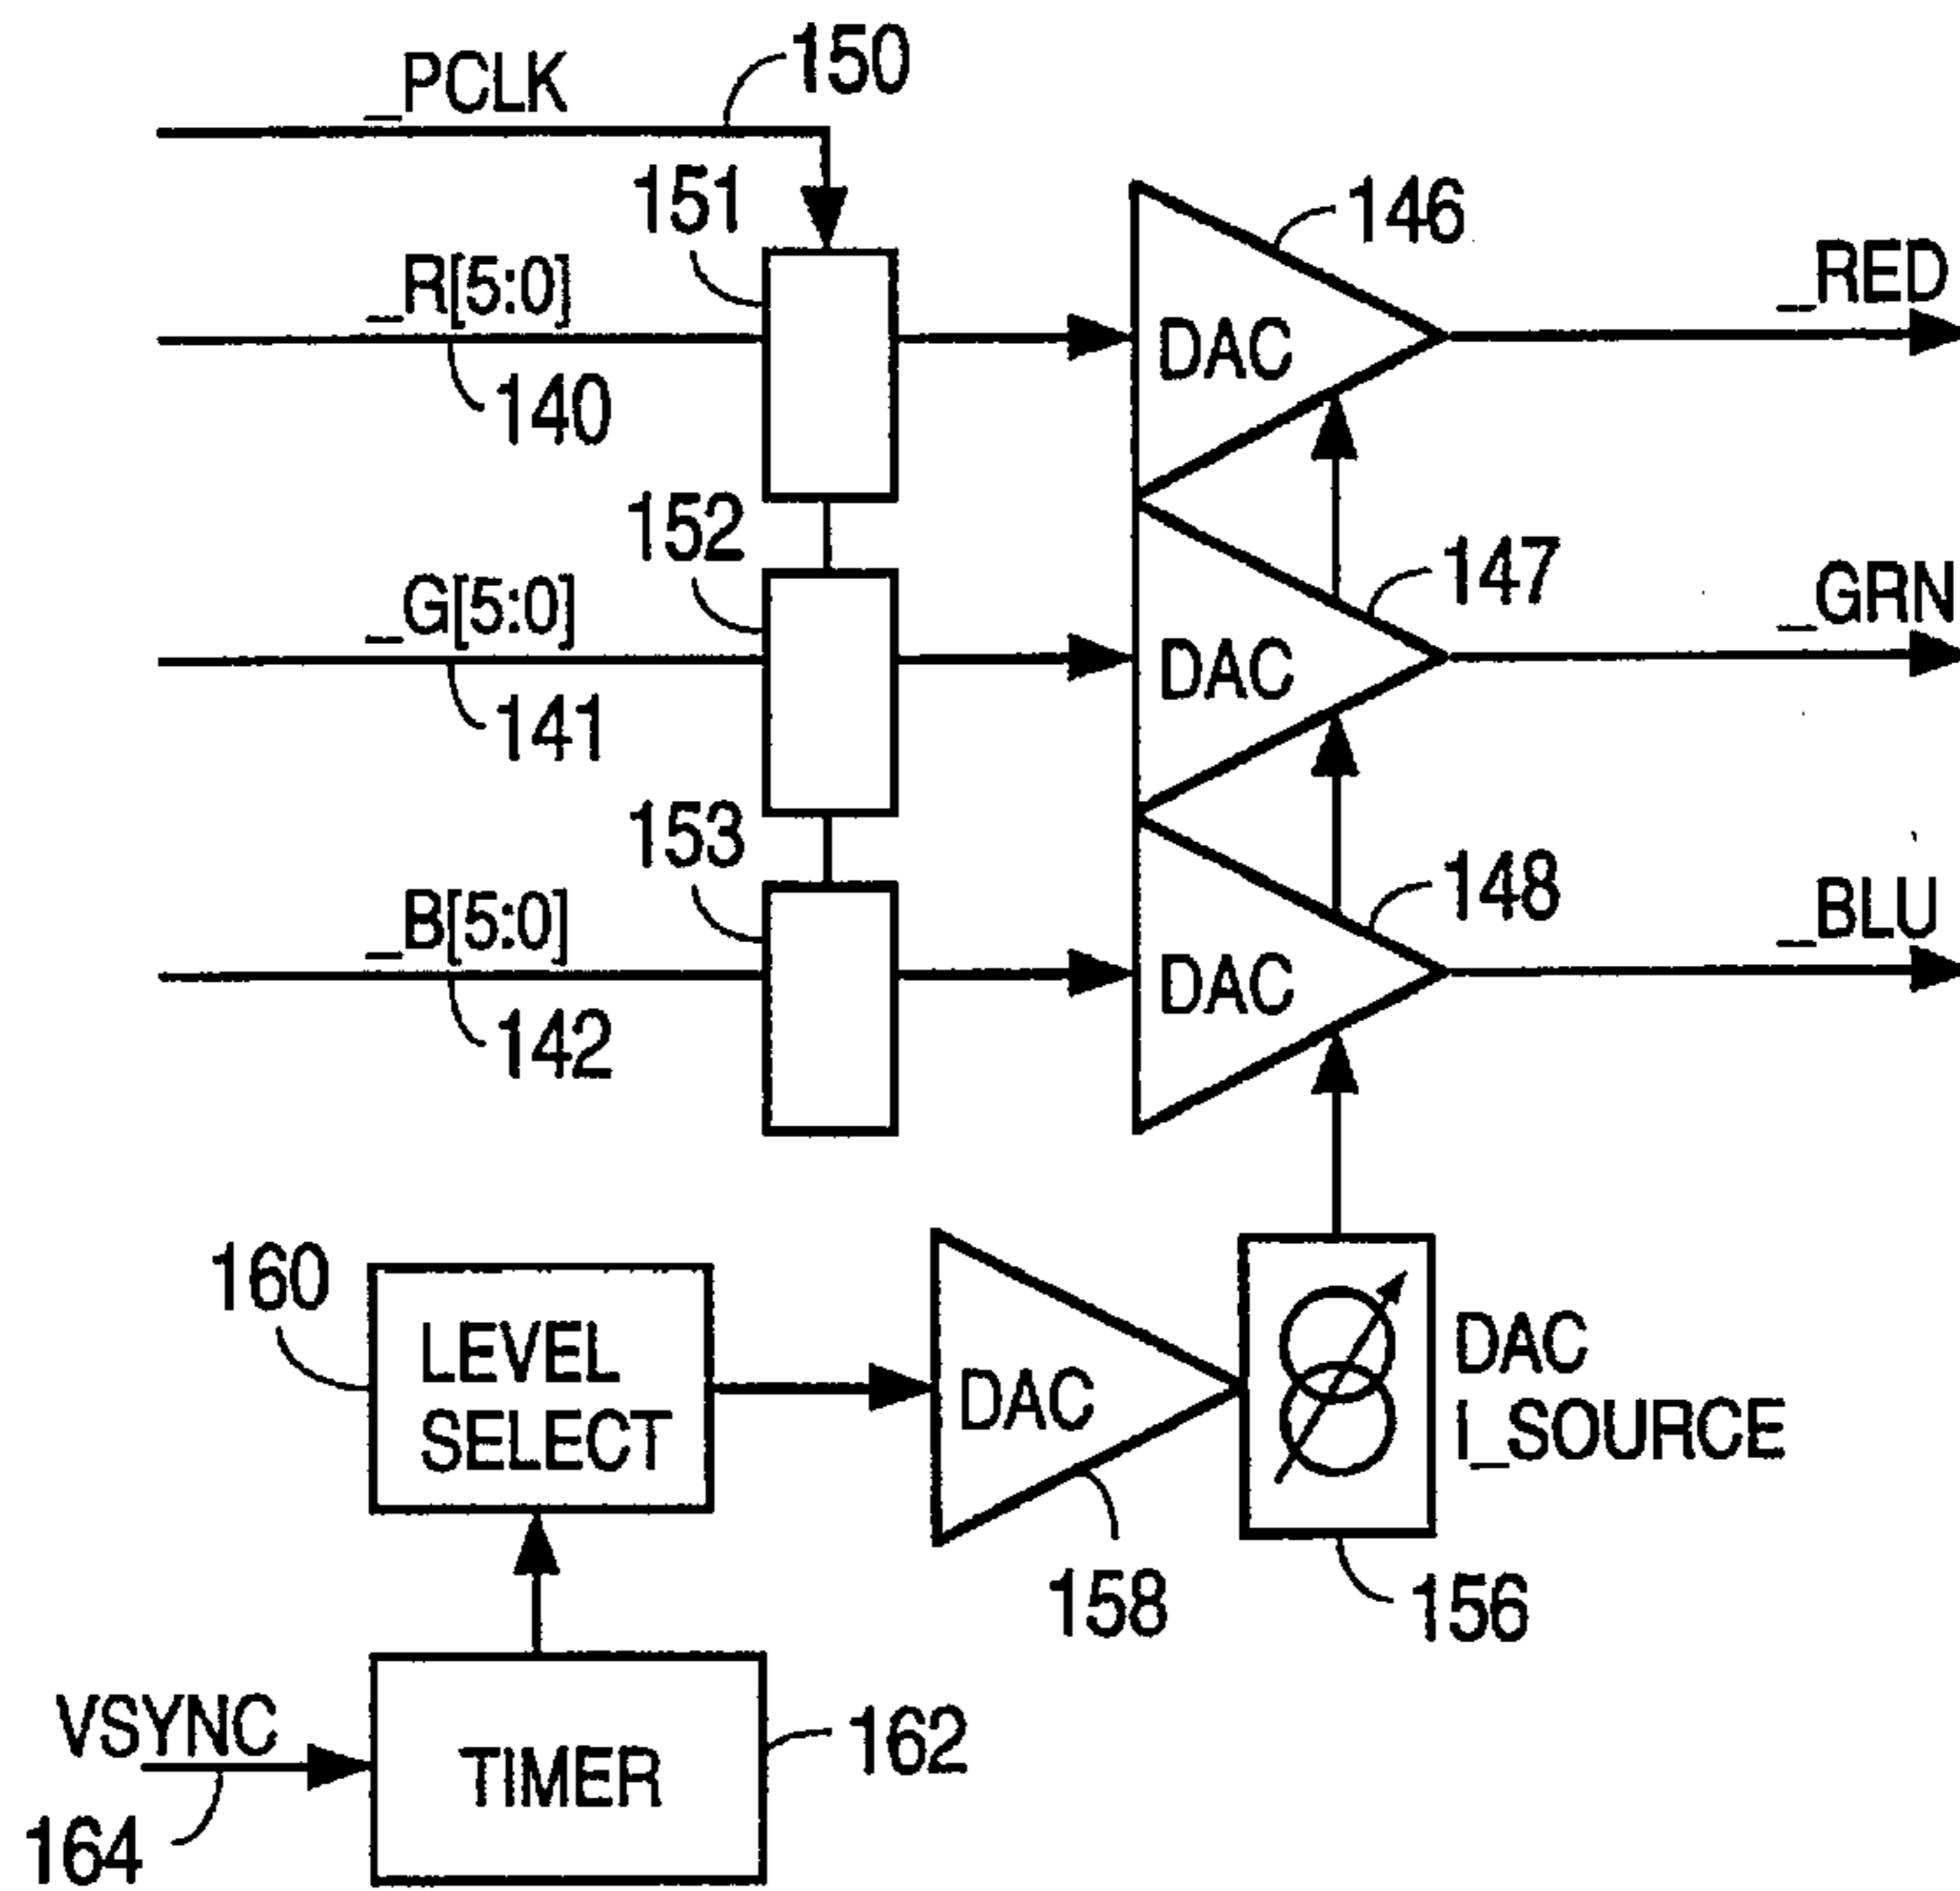 _PCLK
150
151
146
_R[5:0]
_RED
140
152
147
_G[5:0]
_GRN
DAC
DAC
141
153
148
_B[5:0]
_BLU
DAC
142
160
LEVEL
SELECT
DAC
DAC
I_SOURCE
158
156
VSYNC
TIMER
162
164